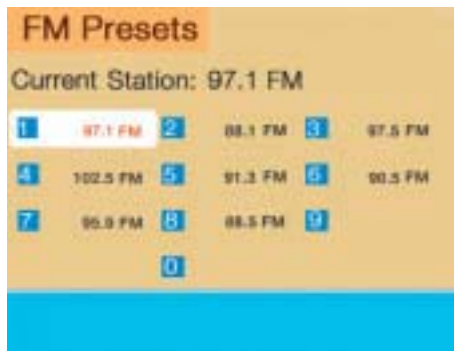 FM Presets
Current Station: 97.1 FM
1 97.1 FM 2 88.1 FM 3 97.5 FM
4 102.5 FM 5 91.3 FM 6 90.5 FM
7 95.9 FM 8 88.5 FM 9
0